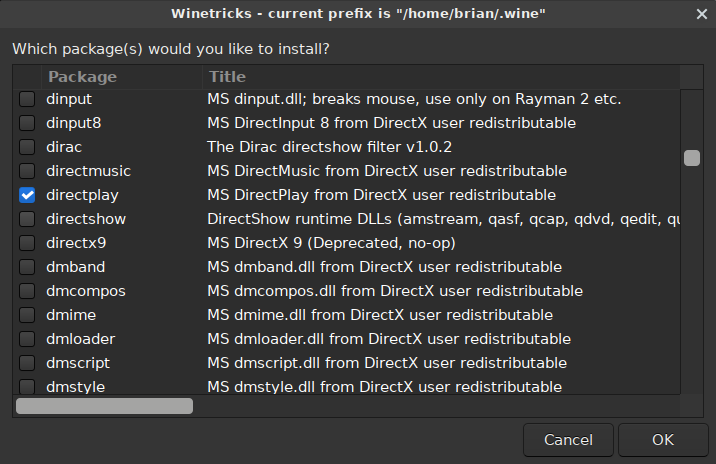 Winetricks - current prefix is "/home/brian/.wine"
Which package(s) would you like to install?
Package Title
dinput MS dinput.dll; breaks mouse, use only on Rayman 2 etc.
dinput8 MS DirectInput 8 from DirectX user redistributable
dirac The Dirac directshow filter v1.0.2
directmusic MS DirectMusic from DirectX user redistributable
directplay MS DirectPlay from DirectX user redistributable
directshow DirectShow runtime DLLs (amstream, qasf, qcap, qdvd, qedit,
directx9 MS DirectX 9 (Deprecated, no-op)
dmband MS dmband.dll from DirectX user redistributable
dmcompos MS dmcompos.dll from DirectX user redistributable
dmime MS dmime.dll from DirectX user redistributable
dmloader MS dmloader.dll from DirectX user redistributable
dmscript MS dmscript.dll from DirectX user redistributable
dmstyle MS dmstyle.dll from DirectX user redistributable
Cancel OK